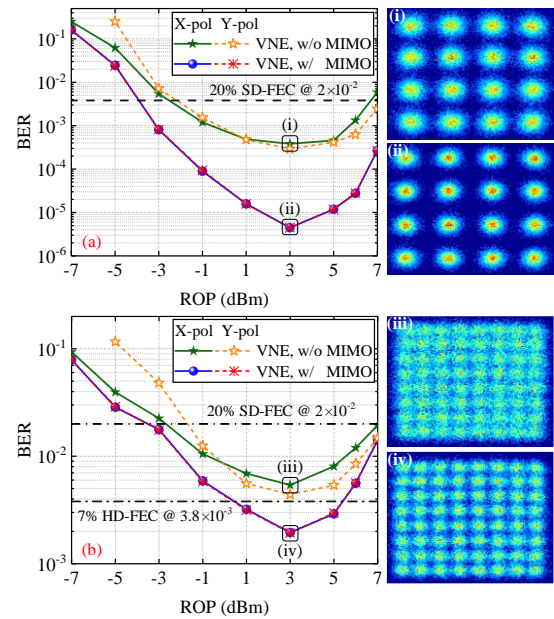 X-pol Y-pol
VNE, w/o MIMO
VNE, w/ MIMO
20% SD-FEC @ 2×10⁻²
10⁻¹
10⁻²
10⁻³
10⁻⁴
10⁻⁵
10⁻⁶
BER
(i)
(ii)
(a)
-7 -5 -3 -1 1 3 5 7
ROP (dBm)
(i)
(ii)
X-pol Y-pol
VNE, w/o MIMO
VNE, w/ MIMO
20% SD-FEC @ 2×10⁻²
7% HD-FEC @ 3.8×10⁻³
10⁻¹
10⁻²
10⁻³
BER
(iii)
(iv)
(b)
-7 -5 -3 -1 1 3 5 7
ROP (dBm)
(iii)
(iv)